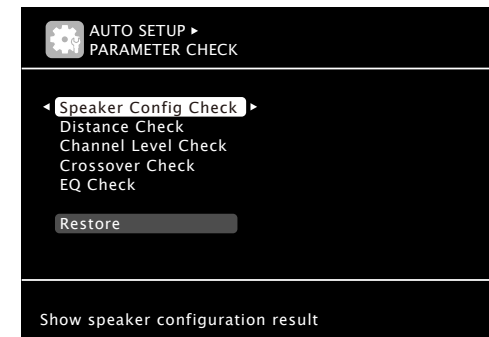 AUTO SETUP ▸
PARAMETER CHECK
◂ Speaker Config Check ▸
Distance Check
Channel Level Check
Crossover Check
EQ Check
Restore
Show speaker configuration result